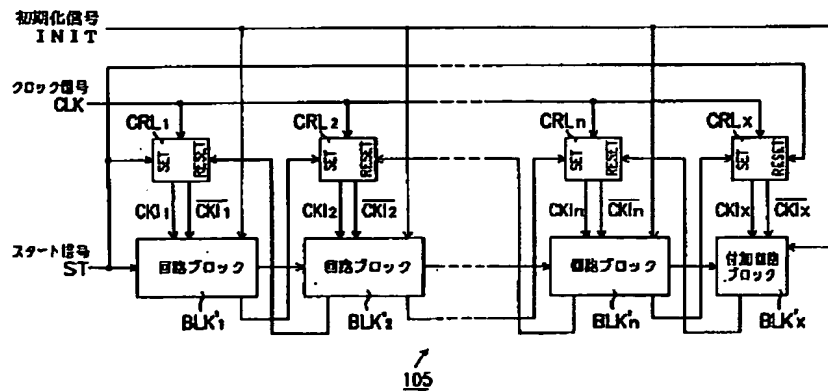 初期化信号
INIT
クロック信号
CLK
CRL1 CRL2 CRLn CRLx
SET RESET SET RESET SET RESET SET RESET
CKI1 CKI1 CKI2 CKI2 CKIn CKIn CKIx CKIx
スタート信号
ST
回路ブロック 回路ブロック 回路ブロック 付加回路
ブロック
BLK'1 BLK'2 BLK'n BLK'x
105